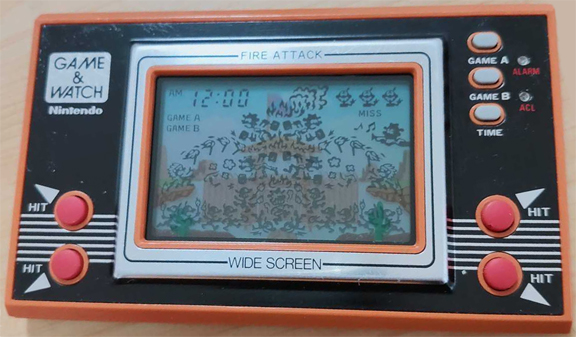 GAME
&
WATCH
Nintendo
FIRE ATTACK
AM 12:00
GAME A
GAME B
MISS
GAME A
ALARM
GAME B
ACL
TIME
HIT
HIT
HIT
HIT
WIDE SCREEN